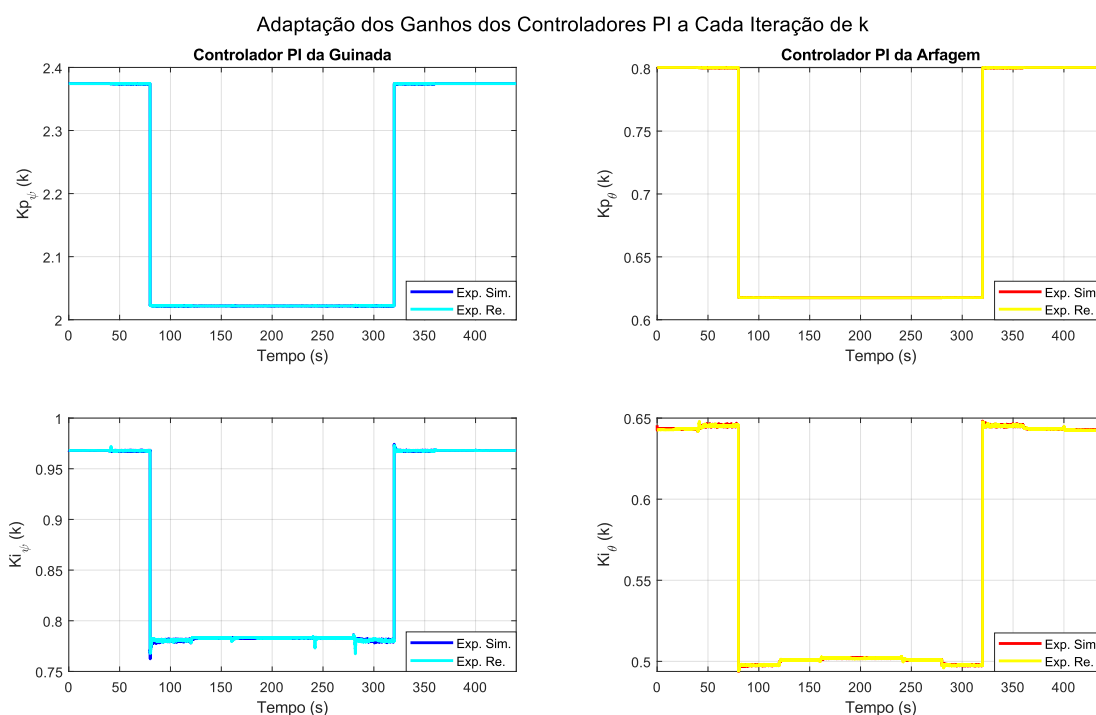 Adaptação dos Ganhos dos Controladores PI a Cada Iteração de k
Controlador PI da Guinada
2.4
2.3
2.2
2.1
2
Kpψ (k)
0 50 100 150 200 250 300 350 400
Tempo (s)
Exp. Sim.
Exp. Re.
Controlador PI da Arfagem
0.8
0.75
0.7
0.65
0.6
Kpθ (k)
0 50 100 150 200 250 300 350 400
Tempo (s)
Exp. Sim
Exp. Re.
1
0.95
0.9
0.85
0.8
0.75
Kiψ (k)
0 50 100 150 200 250 300 350 400
Tempo (s)
Exp. Sim.
Exp. Re.
0.65
0.6
0.55
0.5
Kiθ (k)
0 50 100 150 200 250 300 350 400
Tempo (s)
Exp. Sim
Exp. Re.